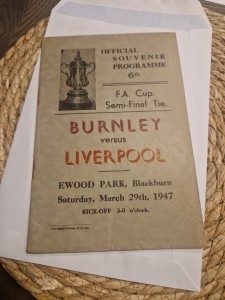 OFFICIAL
SOUVENIR
PROGRAMME
6D.
F.A. Cup.
Semi-Final Tie.
BURNLEY
versus
LIVERPOOL
EWOOD PARK, Blackburn
Saturday, March 29th, 1947
KICK-OFF 3-0 o'clock.